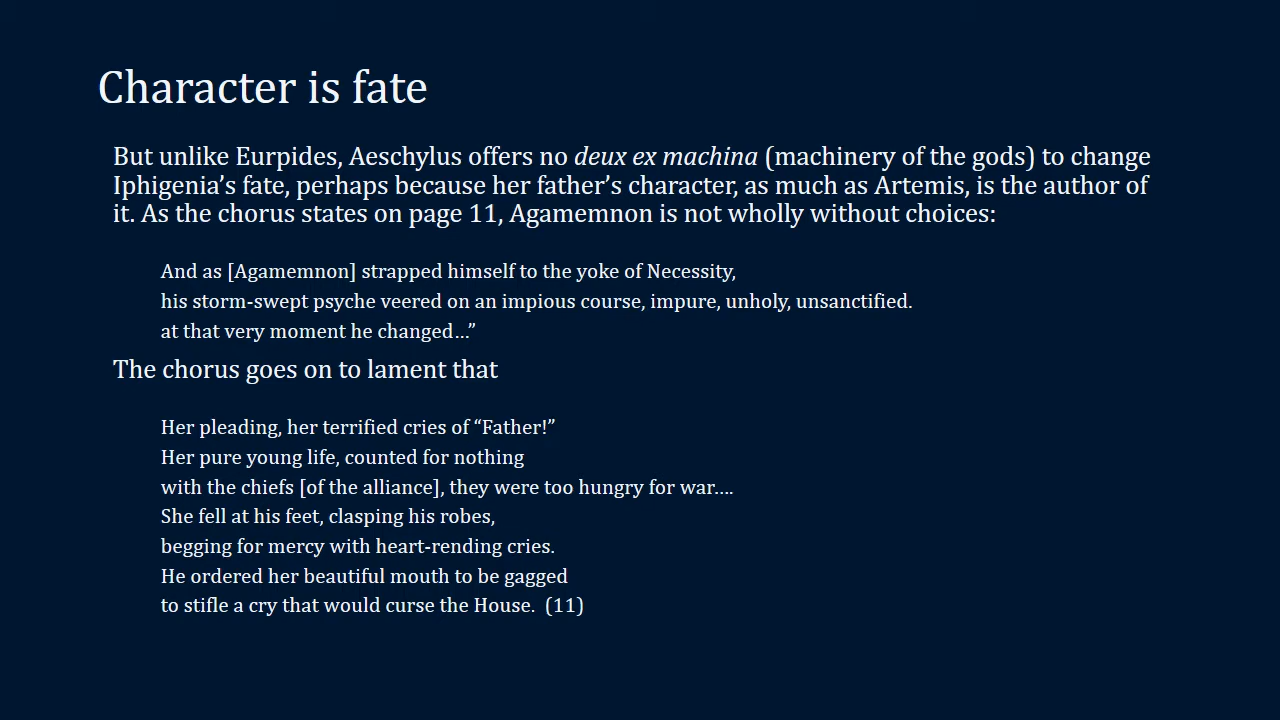 Character is fate
But unlike Eurpides, Aeschylus offers no deux ex machina (machinery of the gods) to change
Iphigenia’s fate, perhaps because her father’s character, as much as Artemis, is the author of
it. As the chorus states on page 11, Agamemnon is not wholly without choices:
And as [Agamemnon] strapped himself to the yoke of Necessity,
his storm-swept psyche veered on an impious course, impure, unholy, unsanctified.
at that very moment he changed…”
The chorus goes on to lament that
Her pleading, her terrified cries of “Father!”
Her pure young life, counted for nothing
with the chiefs [of the alliance], they were too hungry for war….
She fell at his feet, clasping his robes,
begging for mercy with heart-rending cries.
He ordered her beautiful mouth to be gagged
to stifle a cry that would curse the House. (11)